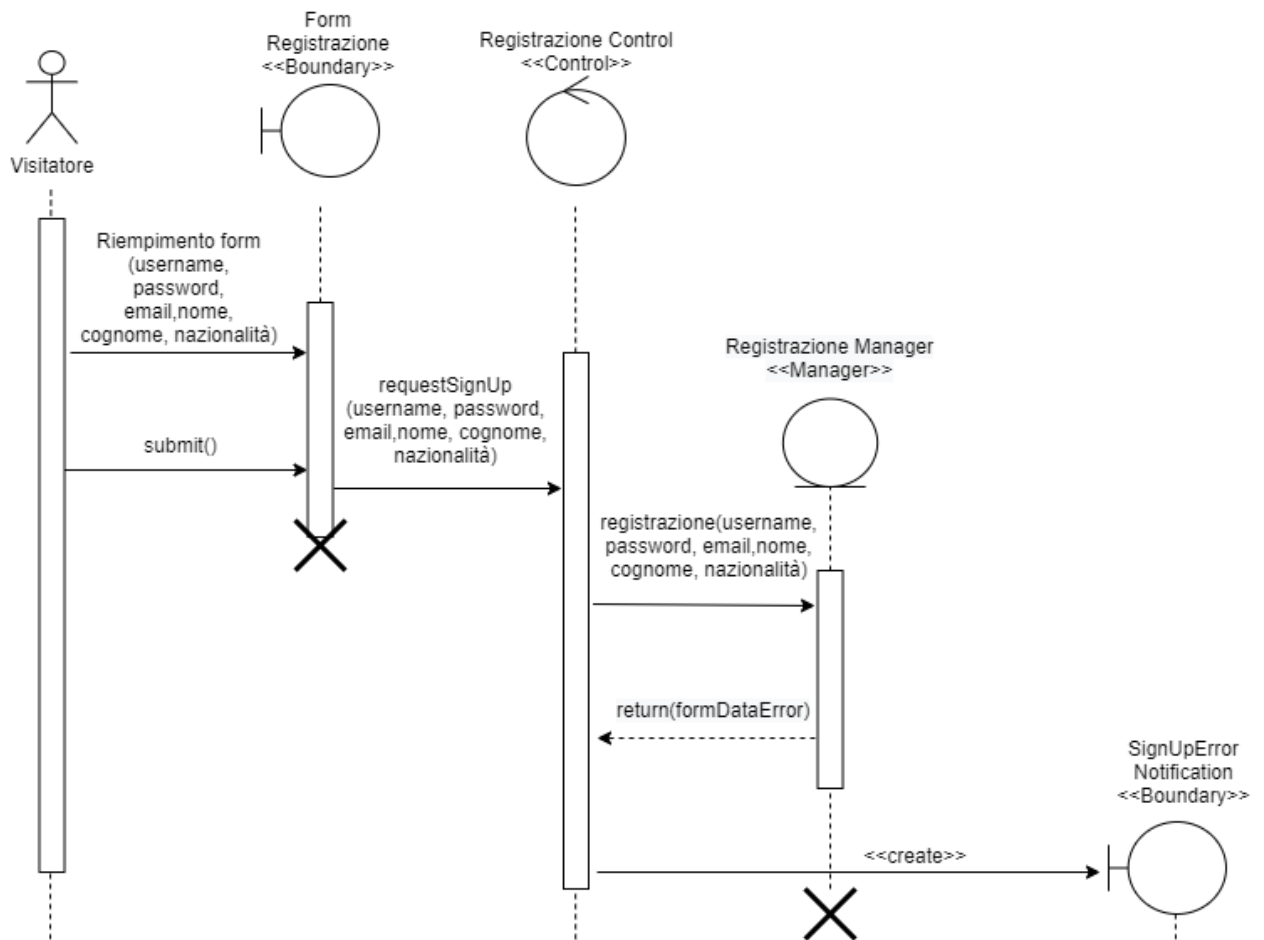 Form
Registrazione
<<Boundary>>
Registrazione Control
<<Control>>
Visitatore
Riempimento form
(username,
password,
email,nome,
cognome, nazionalità)
requestSignUp
(username, password,
email,nome, cognome,
nazionalità)
submit()
Registrazione Manager
<<Manager>>
registrazione(username,
password, email,nome,
cognome, nazionalità)
return(formDataError)
SignUpError
Notification
<<Boundary>>
<<create>>